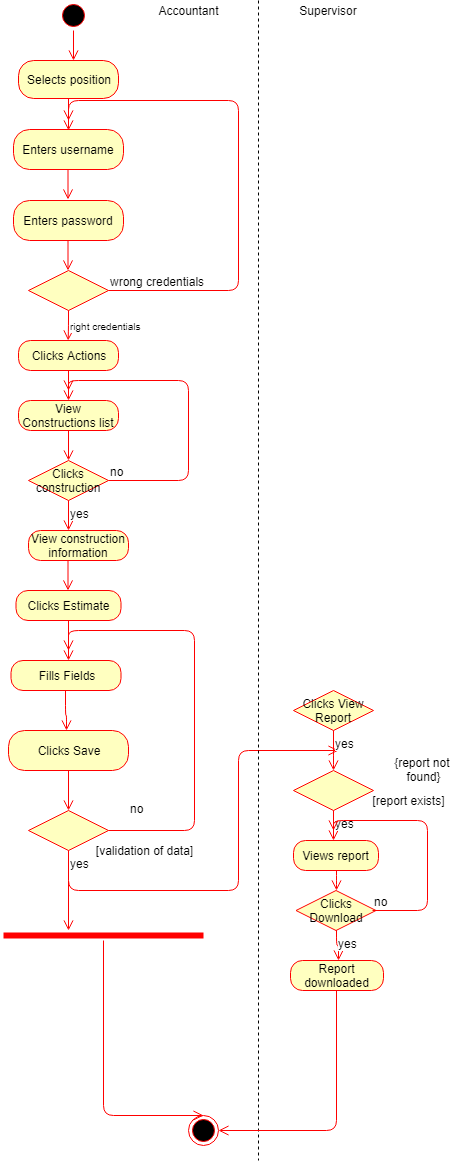 Accountant
Supervisor
Selects position
Enters username
Enters password
wrong credentials
right credentials
Clicks Actions
View
Constructions list
Clicks
construction
no
yes
View construction
information
Clicks Estimate
Fills Fields
Clicks View
Report
Clicks Save
yes
{report not
found}
[report exists]
no
yes
[validation of data]
yes
Views report
Clicks
Download
no
yes
Report
downloaded